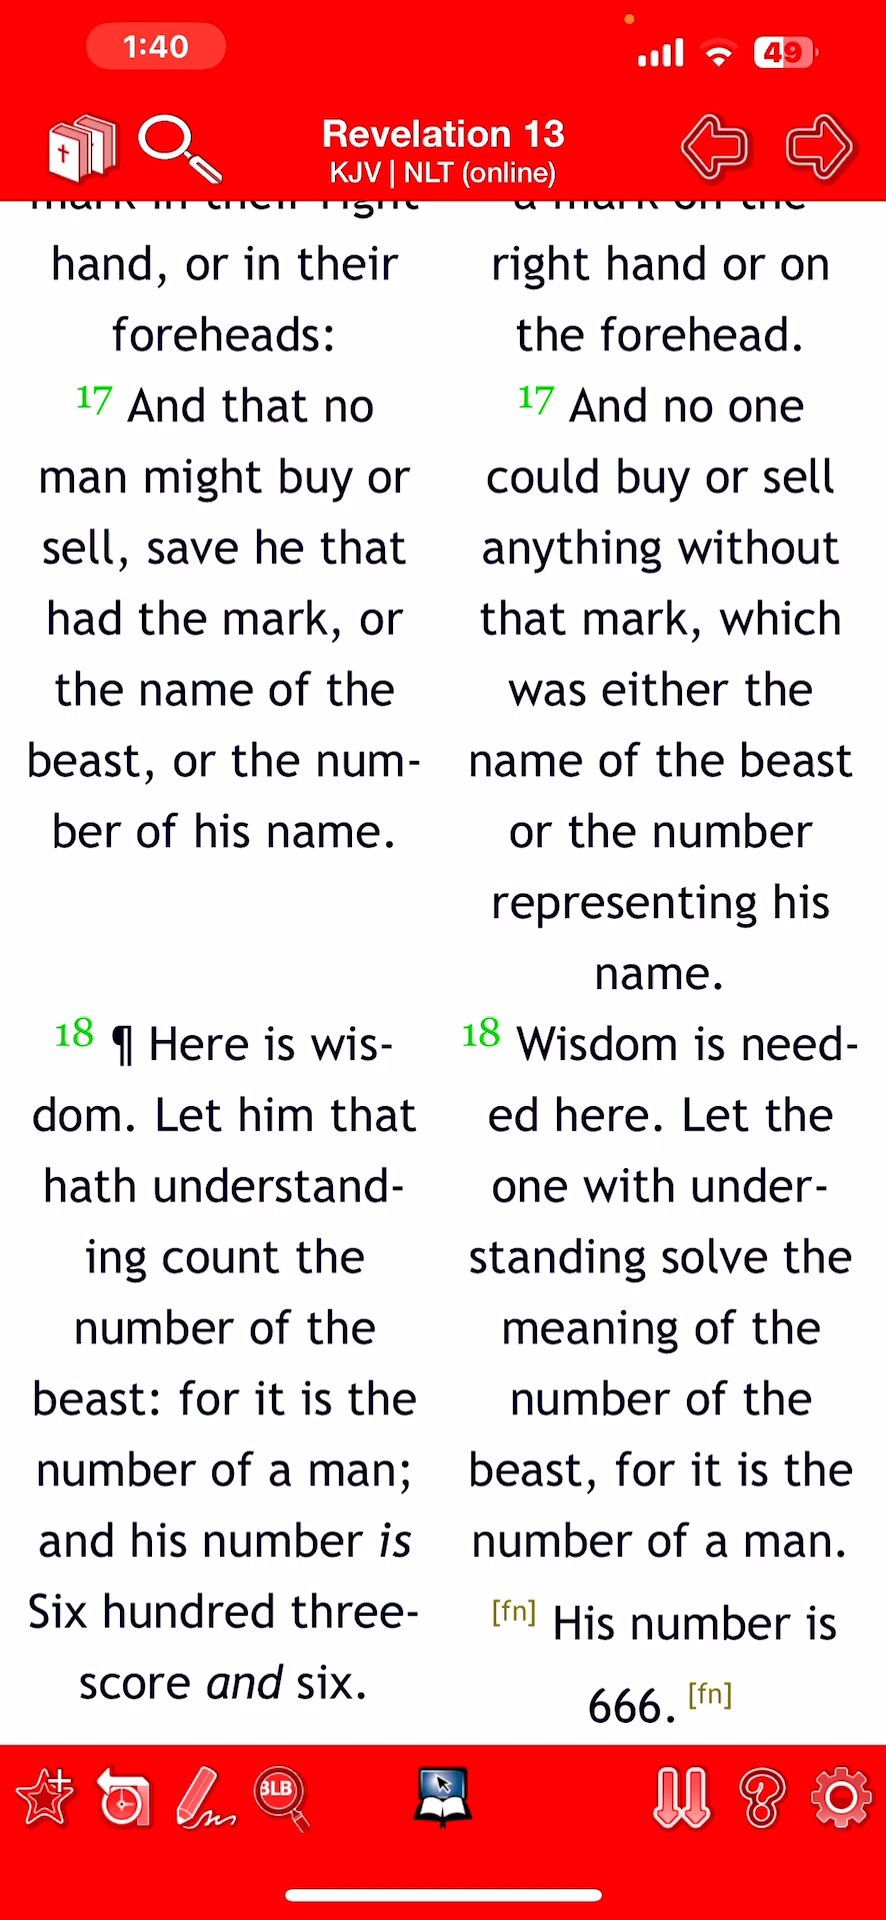 1:40
49
Revelation 13
KJV | NLT (online)
mark in their right
hand, or in their
foreheads:
17 And that no
man might buy or
sell, save he that
had the mark, or
the name of the
beast, or the num-
ber of his name.
18 ¶ Here is wis-
dom. Let him that
hath understand-
ing count the
number of the
beast: for it is the
number of a man;
and his number is
Six hundred three-
score and six.
a mark on the
right hand or on
the forehead.
17 And no one
could buy or sell
anything without
that mark, which
was either the
name of the beast
or the number
representing his
name.
18 Wisdom is need-
ed here. Let the
one with under-
standing solve the
meaning of the
number of the
beast, for it is the
number of a man.
[fn] His number is
666. [fn]
BLB